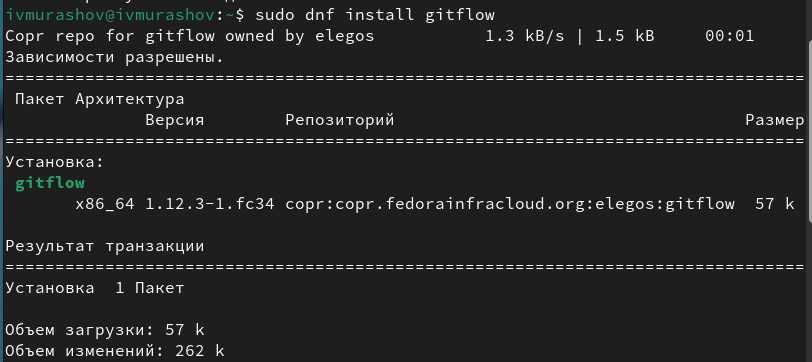 ivmurashov@ivmurashov:~$ sudo dnf install gitflow
Copr repo for gitflow owned by elegos 1.3 kB/s | 1.5 kB 00:01
Зависимости разрешены.
================================================================================
Пакет Архитектура
Версия Репозиторий Размер
================================================================================
Установка:
gitflow
x86_64 1.12.3-1.fc34 copr:copr.fedorainfracloud.org:elegos:gitflow 57 k
Результат транзакции
================================================================================
Установка 1 Пакет
Объем загрузки: 57 k
Объем изменений: 262 k